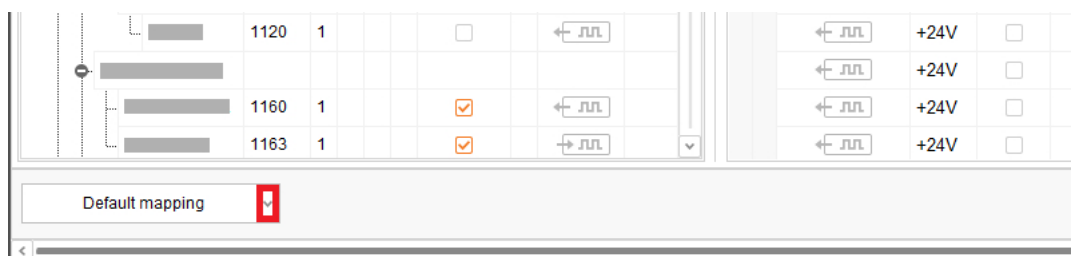 1120 1 +24V
+24V
1160 1 +24V
1163 1 +24V
Default mapping